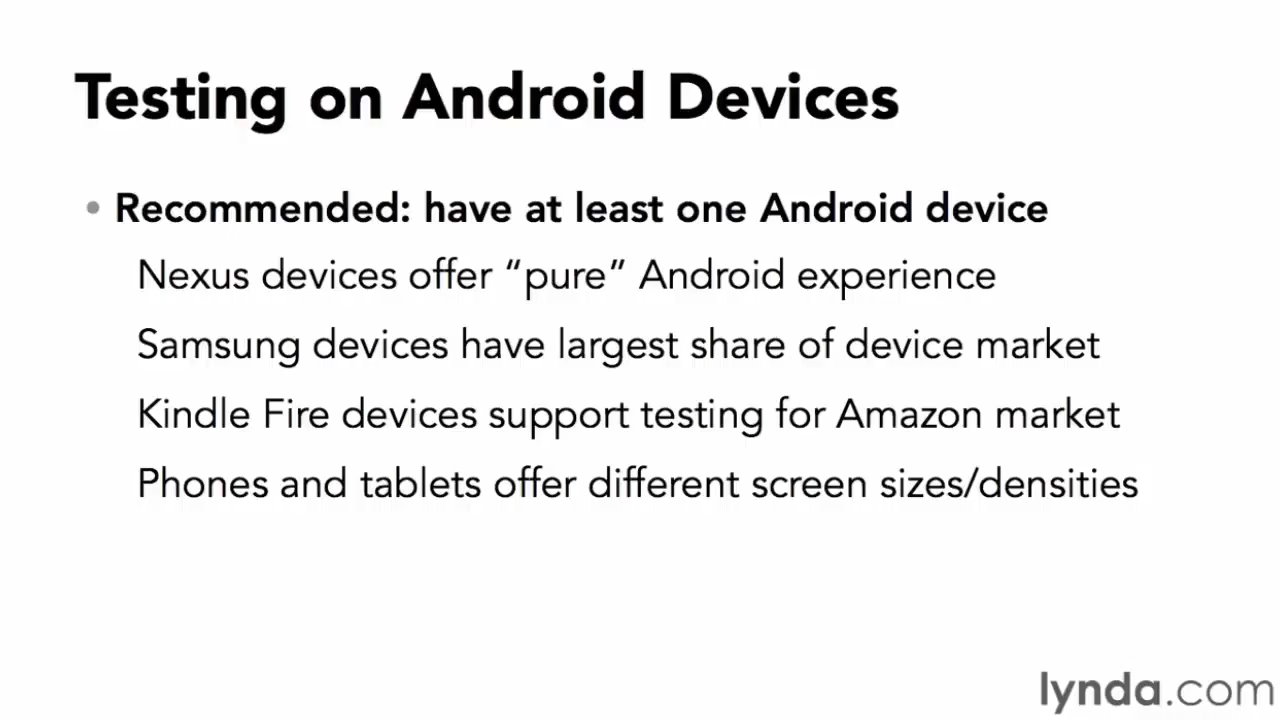 Testing on Android Devices
• Recommended: have at least one Android device
Nexus devices offer “pure” Android experience
Samsung devices have largest share of device market
Kindle Fire devices support testing for Amazon market
Phones and tablets offer different screen sizes/densities
lynda.com